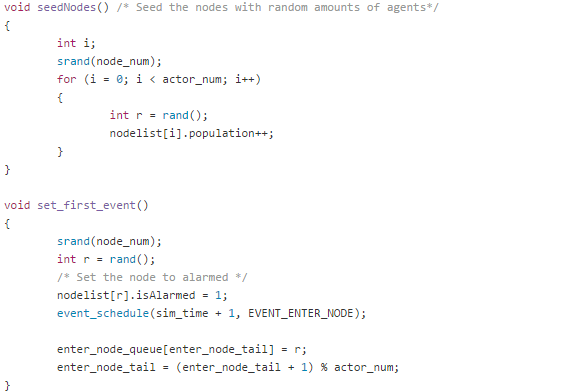 void seedNodes() /* Seed the nodes with random amounts of agents*/
{
        int i;
        srand(node_num);
        for (i = 0; i < actor_num; i++)
        {
                int r = rand();
                nodelist[i].population++;
        }
}

void set_first_event()
{
        srand(node_num);
        int r = rand();
        /* Set the node to alarmed */
        nodelist[r].isAlarmed = 1;
        event_schedule(sim_time + 1, EVENT_ENTER_NODE);

        enter_node_queue[enter_node_tail] = r;
        enter_node_tail = (enter_node_tail + 1) % actor_num;
}